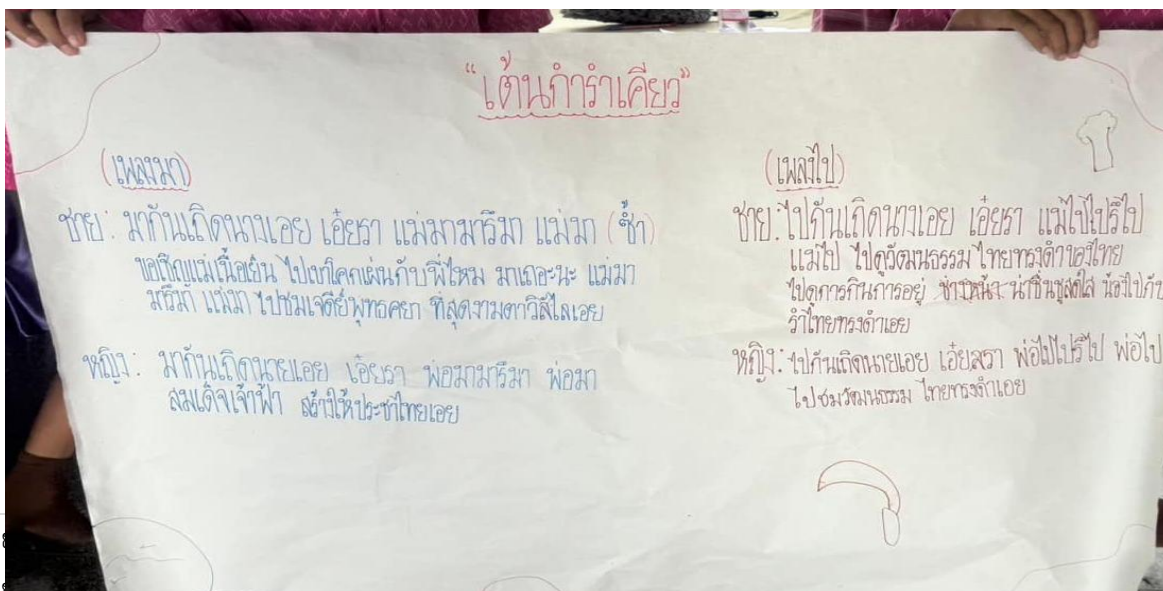 “เต้นกำรำเคียว”
(เพลงมา)
ชาย: มากันเถิดนางเอย เอ๋ยรา แม่มามารึมา แม่มา (ซ้ำ)
ขอเชิญแม่เนื้อเย็น ไปเขาโคกเผ่นกับพี่ไหม มาเถอะนะ แม่มา
มารึมา แม่มา ไปชมเจดีย์พุทธคยา ที่สุดงามตาวิลัไลเอย
หญิง: มากันเถิดนายเอย เอ๋ยรา พ่อมามารึมา พ่อมา
สมเด็จเจ้าฟ้า สร้างให้ประชาไทยเอย
(เพลงไป)
ชาย: ไปกันเถิดนางเอย เอ๋ยรา แม่ไปไปรึไป
แม่ไป ไปดูวัฒนธรรม ไทยทรงดำของไทย
ไปดูการกินการอยู่ น่าชื่นชูสดใส น้องไปกับ
รำไทยทรงดำเอย
หญิง: ไปกันเถิดนายเอย เอ๋ยรา พ่อไปไปรึไป พ่อไป
ไปชมวัฒนธรรม ไทยทรงดำเอย